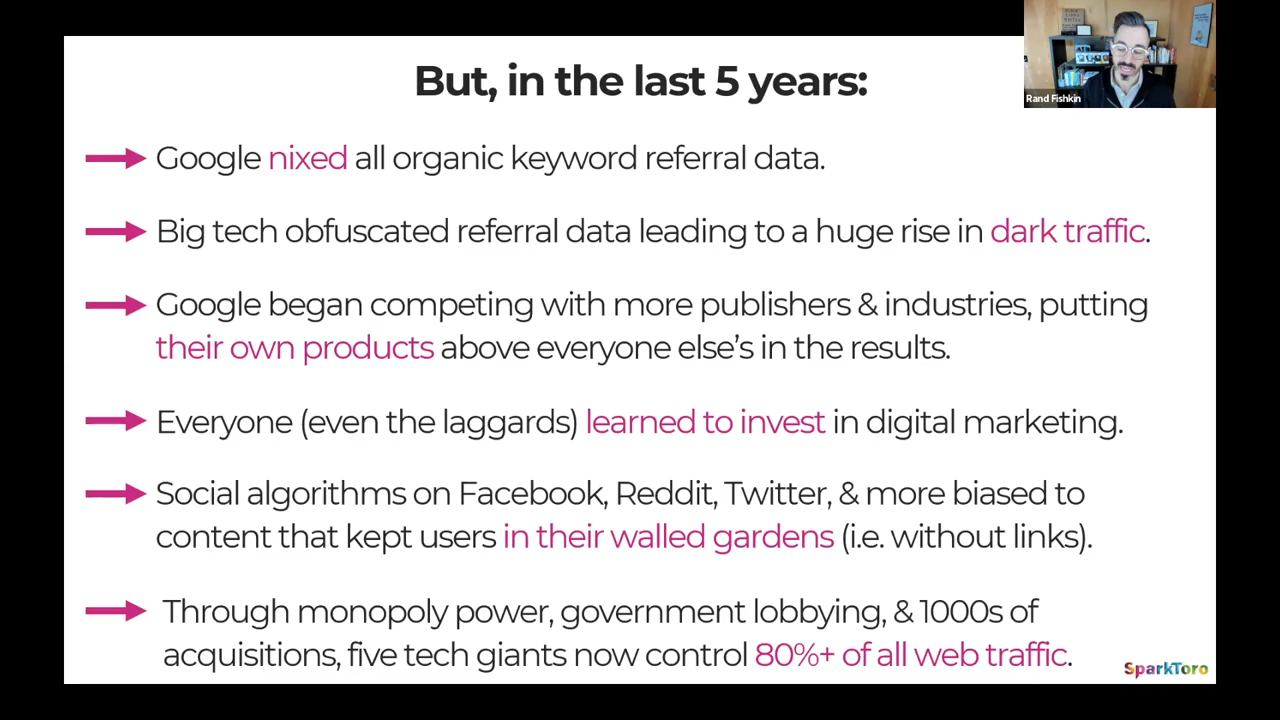 But, in the last 5 years:
Rand Fishkin
Google nixed all organic keyword referral data.
Big tech obfuscated referral data leading to a huge rise in dark traffic.
Google began competing with more publishers & industries, putting
their own products above everyone else’s in the results.
Everyone (even the laggards) learned to invest in digital marketing.
Social algorithms on Facebook, Reddit, Twitter, & more biased to
content that kept users in their walled gardens (i.e. without links).
Through monopoly power, government lobbying, & 1000s of
acquisitions, five tech giants now control 80%+ of all web traffic.
SparkToro